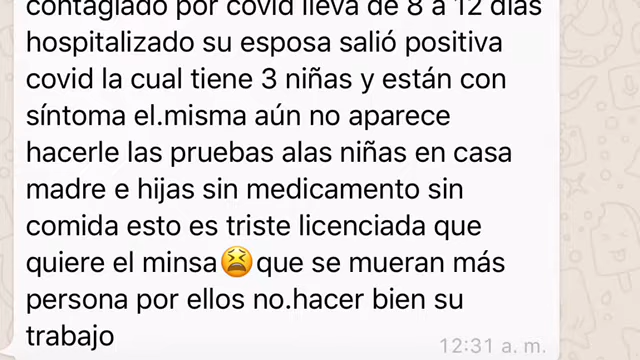 contagiado por covid lleva de 8 a 12 días
hospitalizado su esposa salió positiva
covid la cual tiene 3 niñas y están con
síntoma el.misma aún no aparece
hacerle las pruebas alas niñas en casa
madre e hijas sin medicamento sin
comida esto es triste licenciada que
quiere el minsa😫que se mueran más
persona por ellos no.hacer bien su
trabajo
12:31 a. m.